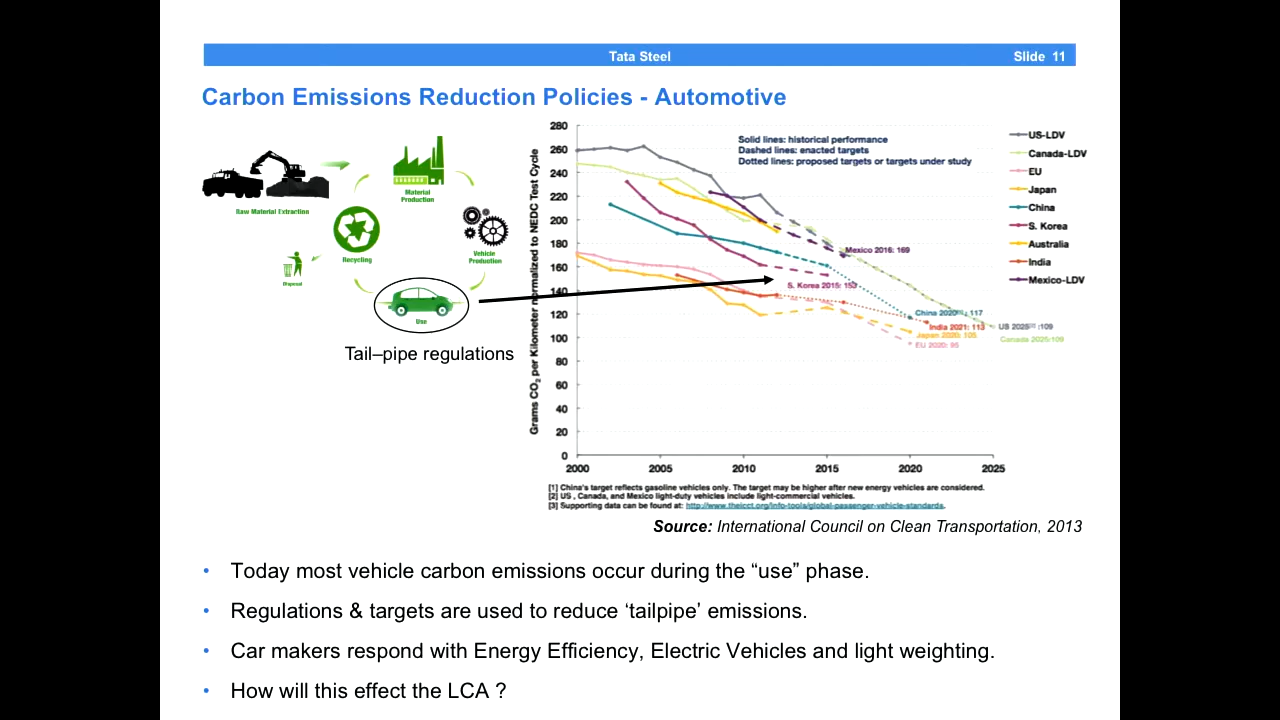 Tata Steel
Slide 11
Carbon Emissions Reduction Policies - Automotive
Raw Material Extraction
Material
Production
Vehicle
Production
Recycling
Disposal
Use
Tail–pipe regulations
Grams CO₂ per Kilometer normalized to NEDC Test Cycle
280
260
240
220
200
180
160
140
120
100
80
60
40
20
0
2000
2005
2010
2015
2020
2025
Solid lines: historical performance
Dashed lines: enacted targets
Dotted lines: proposed targets or targets under study
US-LDV
Canada-LDV
EU
Japan
China
S. Korea
Australia
India
Mexico-LDV
Mexico 2016: 169
S. Korea 2015: 153
China 2020[1] : 117
India 2021: 113
Japan 2020: 105
EU 2020: 95
US 2025[2] :109
Canada 2025:109
[1] China's target reflects gasoline vehicles only. The target may be higher after new energy vehicles are considered.
[2] US , Canada, and Mexico light-duty vehicles include light-commercial vehicles.
[3] Supporting data can be found at: http://www.theicct.org/info-tools/global-passenger-vehicle-standards.
Source: International Council on Clean Transportation, 2013
• Today most vehicle carbon emissions occur during the “use” phase.
• Regulations & targets are used to reduce ‘tailpipe’ emissions.
• Car makers respond with Energy Efficiency, Electric Vehicles and light weighting.
• How will this effect the LCA ?